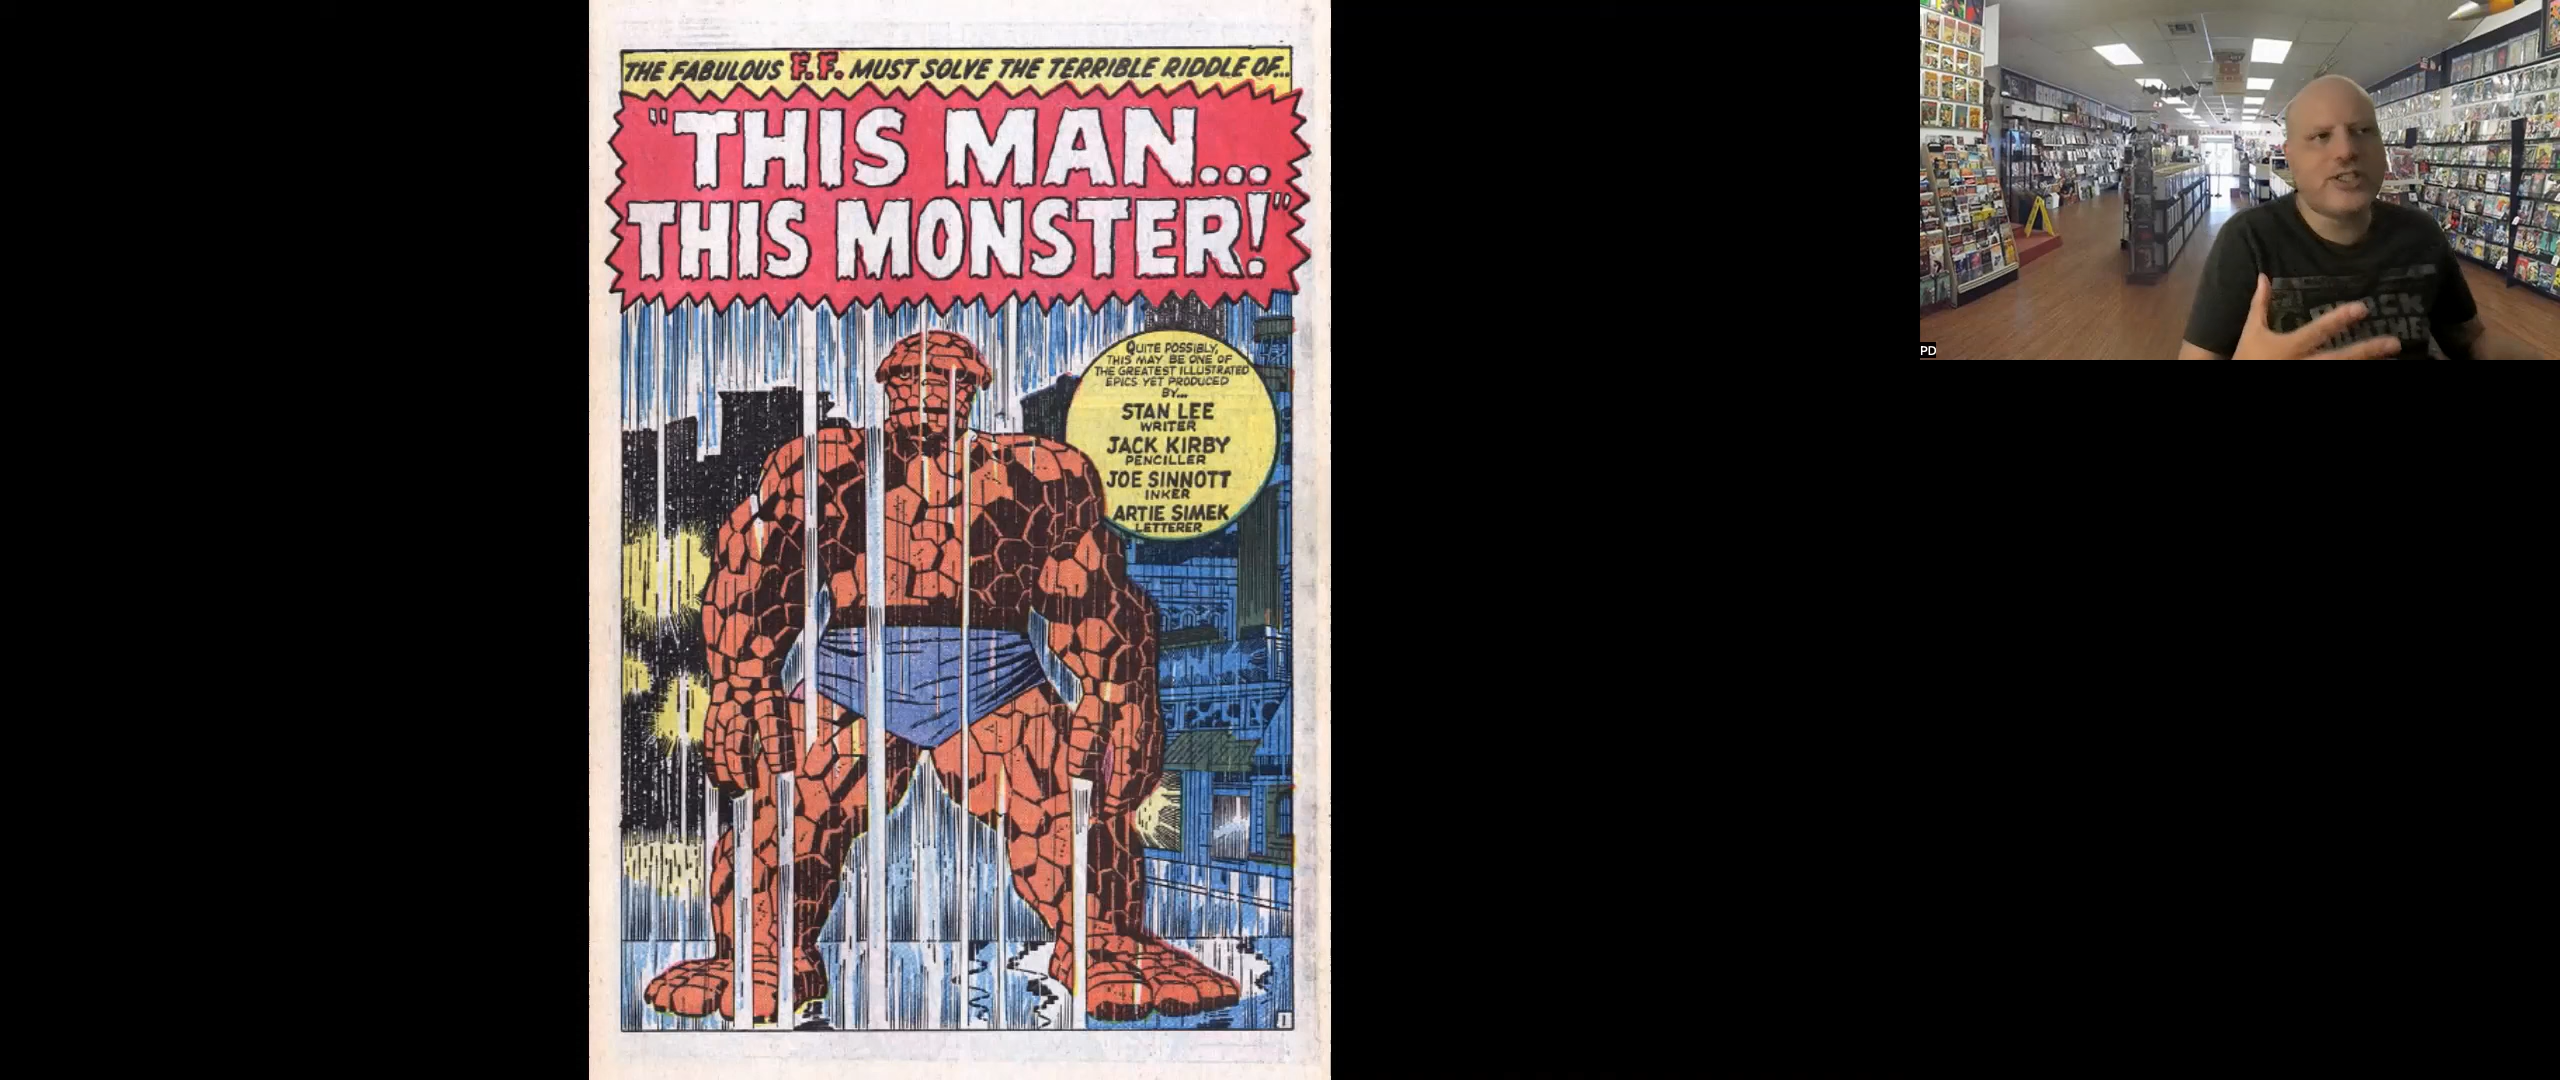 THE FABULOUS F.F. MUST SOLVE THE TERRIBLE RIDDLE OF...
"THIS MAN...
THIS MONSTER!"
QUITE POSSIBLY,
THIS MAY BE ONE OF
THE GREATEST ILLUSTRATED
EPICS YET PRODUCED
BY...
STAN LEE
WRITER
JACK KIRBY
PENCILLER
JOE SINNOTT
INKER
ARTIE SIMEK
LETTERER
1
PD
BLACK
PANTHER